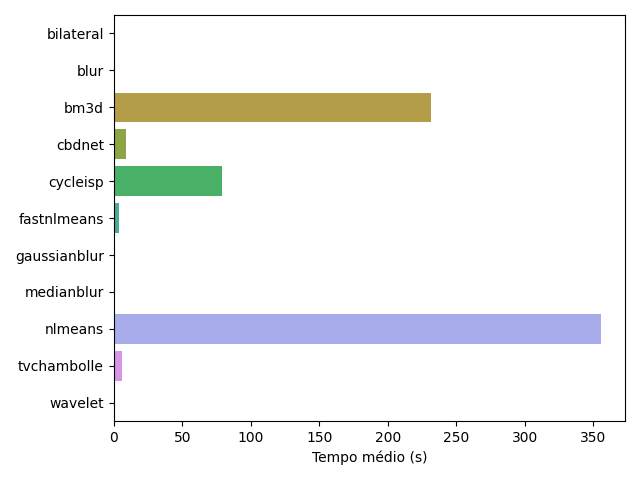 bilateral
blur
bm3d
cbdnet
cycleisp
fastnlmeans
gaussianblur
medianblur
nlmeans
tvchambolle
wavelet
0 50 100 150 200 250 300 350
Tempo médio (s)